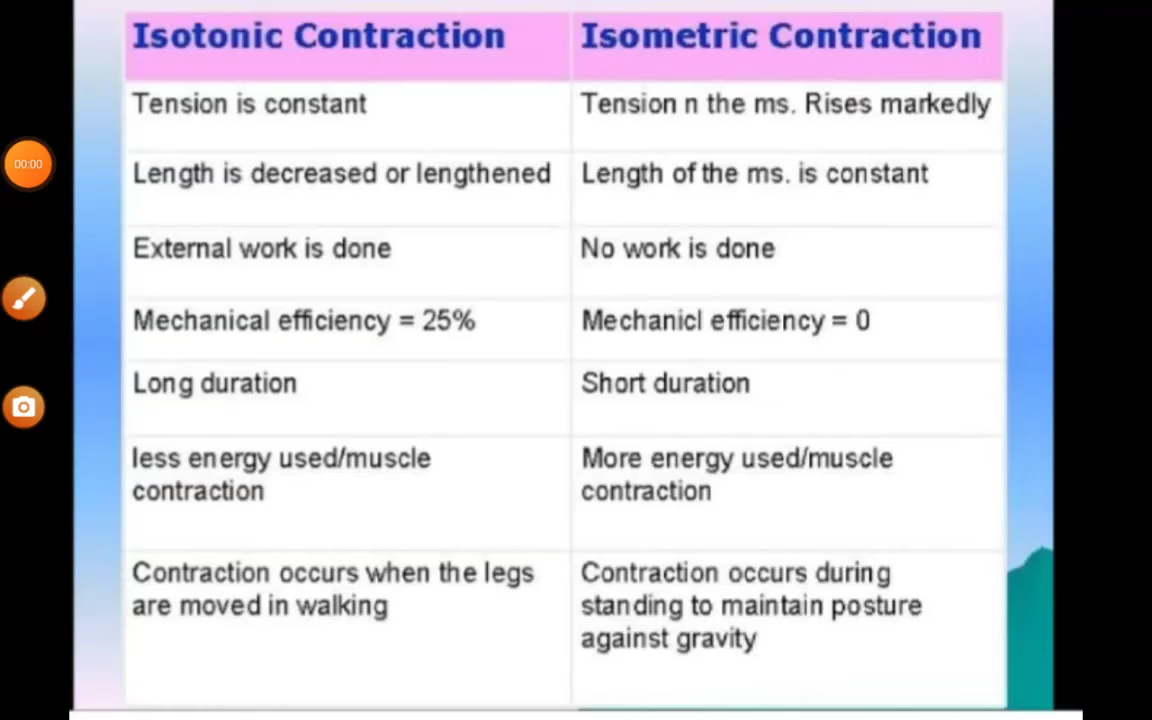 Isotonic Contraction
Isometric Contraction
Tension is constant
Tension n the ms. Rises markedly
Length is decreased or lengthened
Length of the ms. is constant
External work is done
No work is done
Mechanical efficiency = 25%
Mechanicl efficiency = 0
Long duration
Short duration
less energy used/muscle
contraction
More energy used/muscle
contraction
Contraction occurs when the legs
are moved in walking
Contraction occurs during
standing to maintain posture
against gravity
00:00